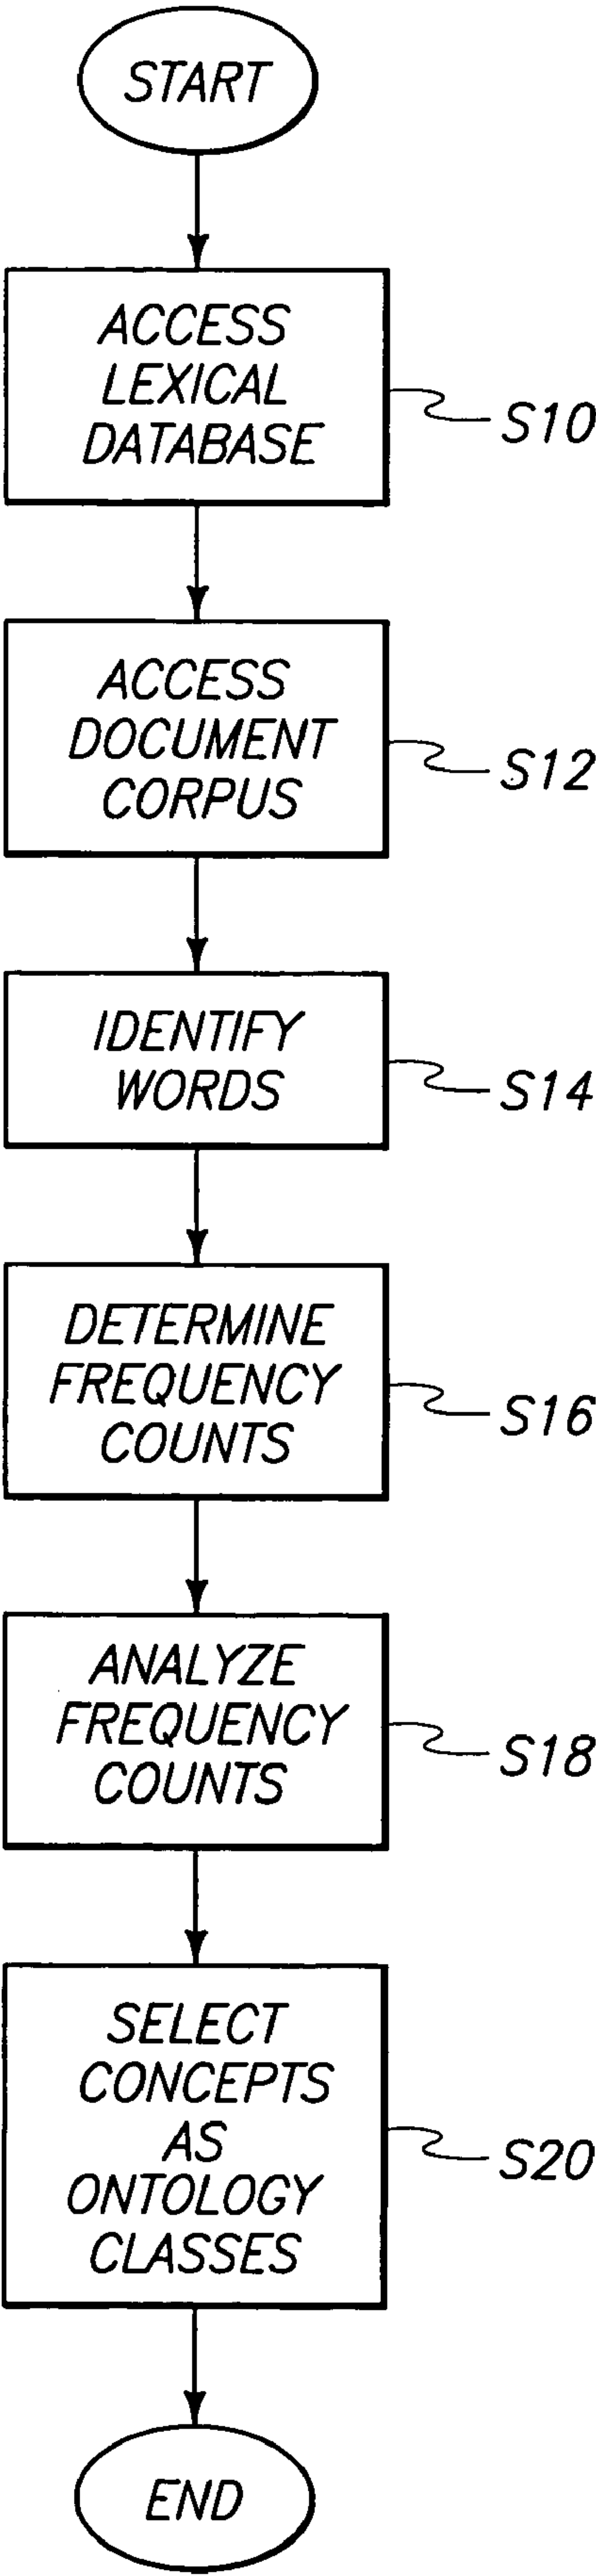 START
ACCESS
LEXICAL
DATABASE
S10
ACCESS
DOCUMENT
CORPUS
S12
IDENTIFY
WORDS
S14
DETERMINE
FREQUENCY
COUNTS
S16
ANALYZE
FREQUENCY
COUNTS
S18
SELECT
CONCEPTS
AS
ONTOLOGY
CLASSES
S20
END